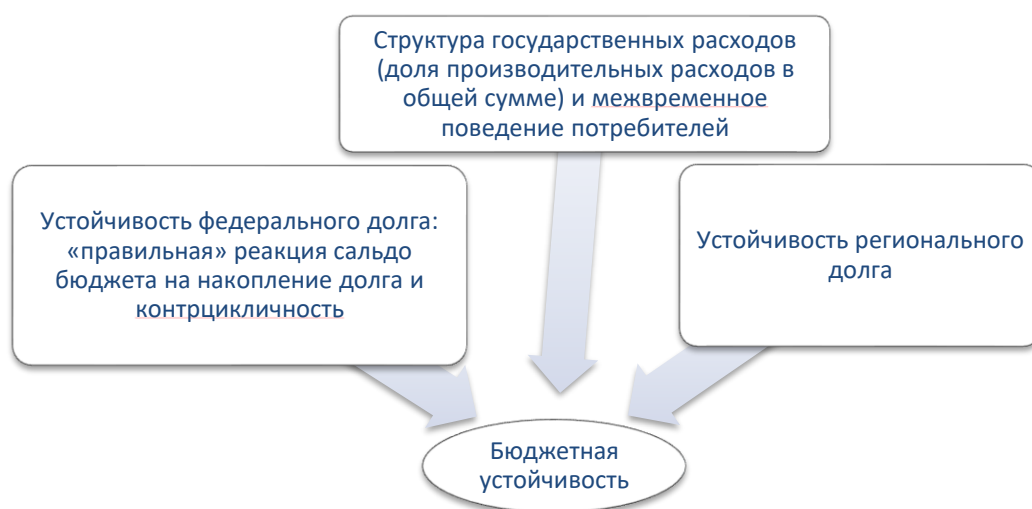 Структура государственных расходов
(доля производительных расходов в
общей сумме) и межвременное
поведение потребителей
Устойчивость федерального долга:
«правильная» реакция сальдо
бюджета на накопление долга и
контрцикличность
Устойчивость регионального
долга
Бюджетная
устойчивость